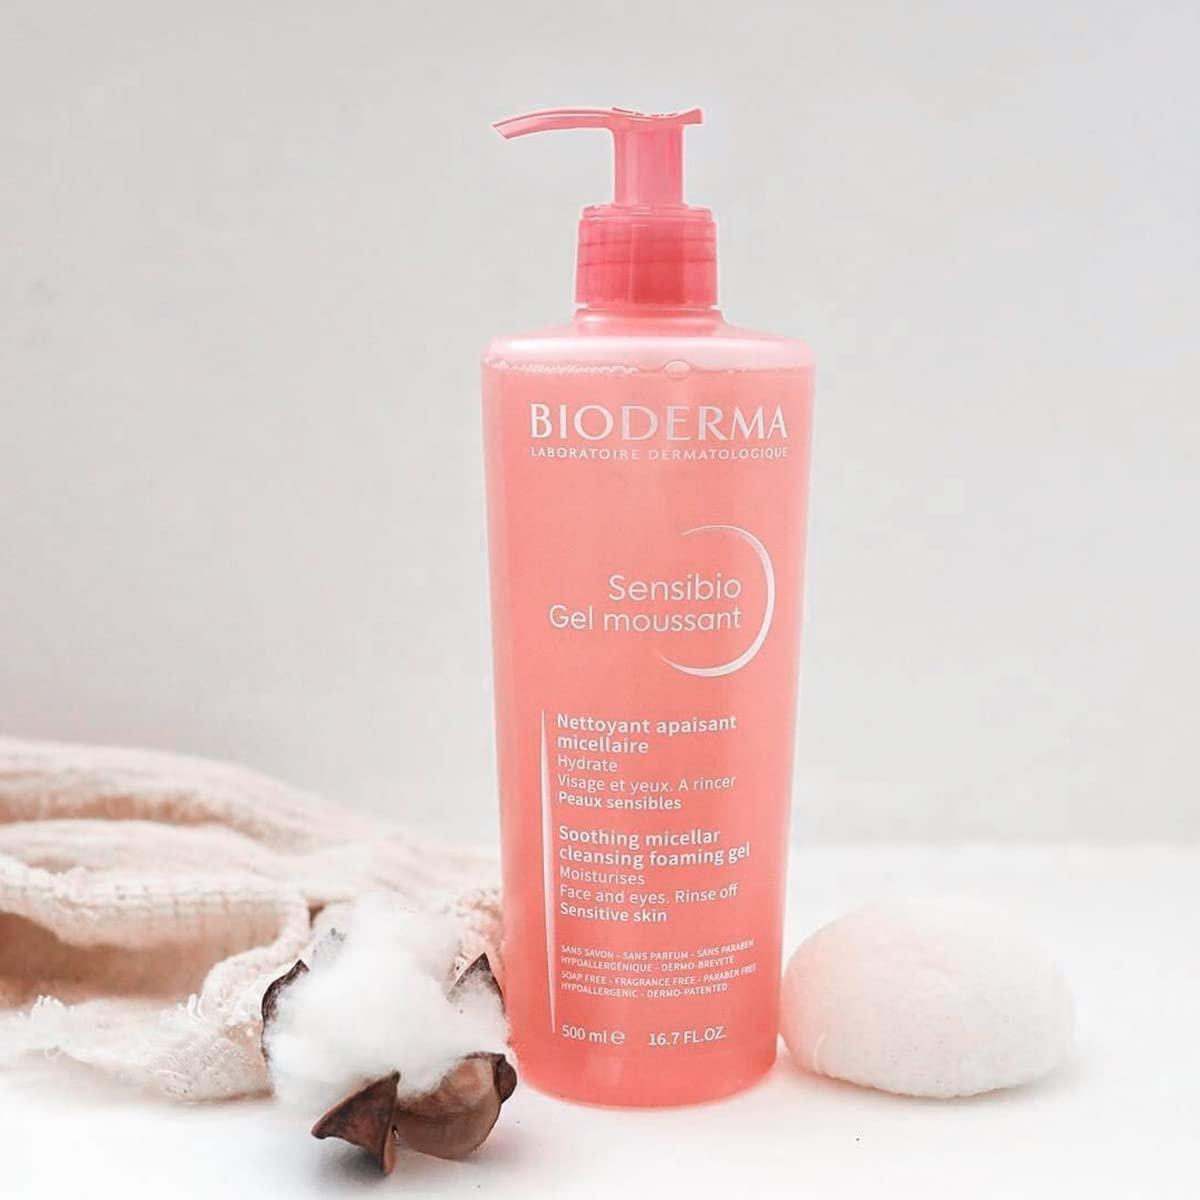 BIODERMA
LABORATOIRE DERMATOLOGIQUE
Sensibio
Gel moussant
Nettoyant apaisant
micellaire
Hydrate
Visage et yeux. A rincer
Peaux sensibles
Soothing micellar
cleansing foaming gel
Moisturises
Face and eyes. Rinse off
Sensitive skin
SANS SAVON - SANS PARFUM - SANS PARABEN
HYPOALLERGÉNIQUE - DERMO-BREVETÉ
SOAP FREE - FRAGRANCE FREE - PARABEN FREE
HYPOALLERGENIC - DERMO-PATENTED
500 ml ℮ 16.7 FL.OZ.